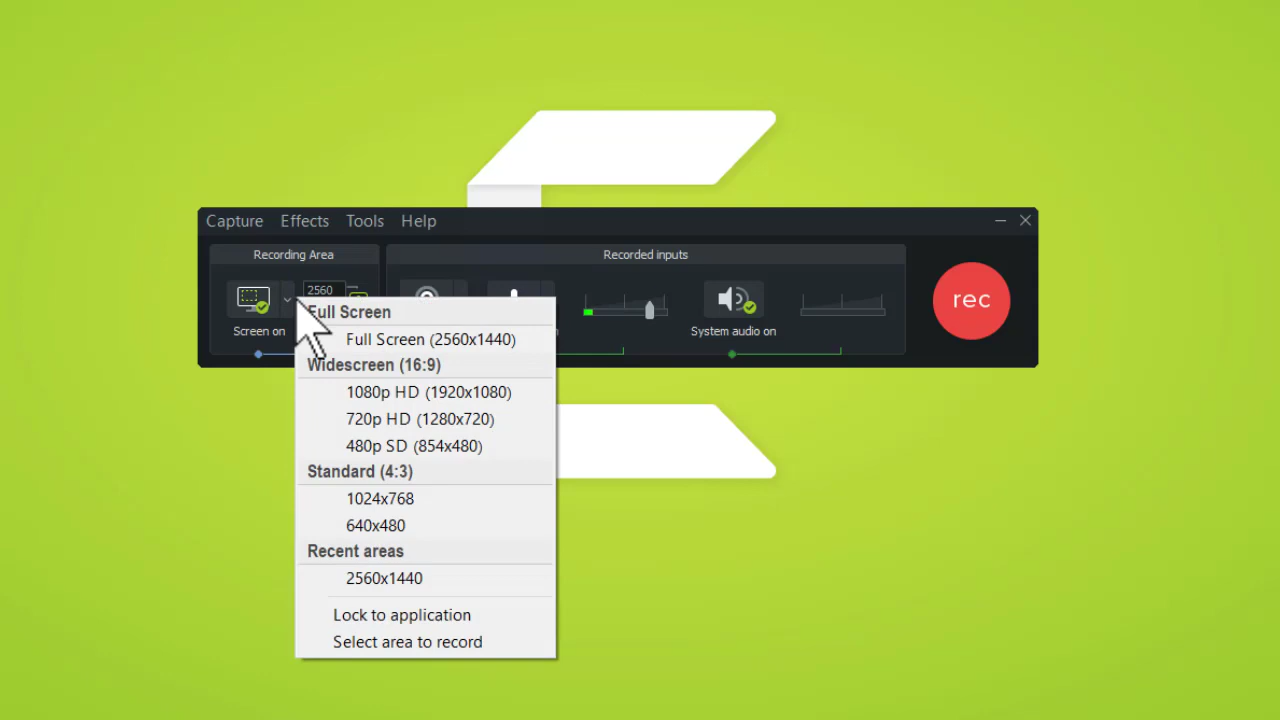 Capture Effects Tools Help
Recording Area
Recorded inputs
2560
rec
Screen on
System audio on
Full Screen
Full Screen (2560x1440)
Widescreen (16:9)
1080p HD (1920x1080)
720p HD (1280x720)
480p SD (854x480)
Standard (4:3)
1024x768
640x480
Recent areas
2560x1440
Lock to application
Select area to record